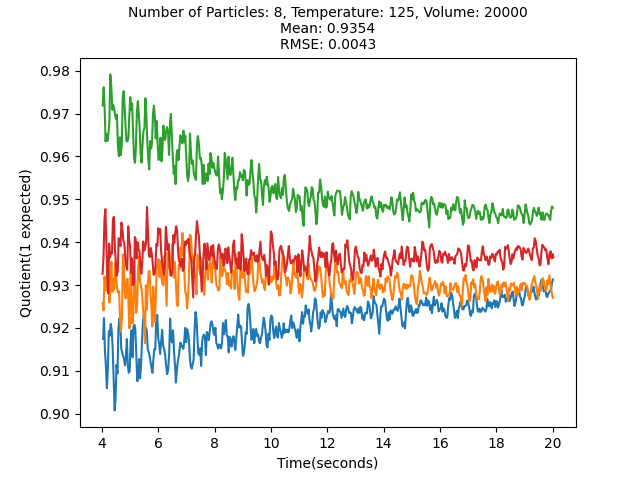 Number of Particles: 8, Temperature: 125, Volume: 20000
Mean: 0.9354
RMSE: 0.0043
0.98
0.97
0.96
0.95
0.94
0.93
0.92
0.91
0.90
Quotient(1 expected)
4 6 8 10 12 14 16 18 20
Time(seconds)